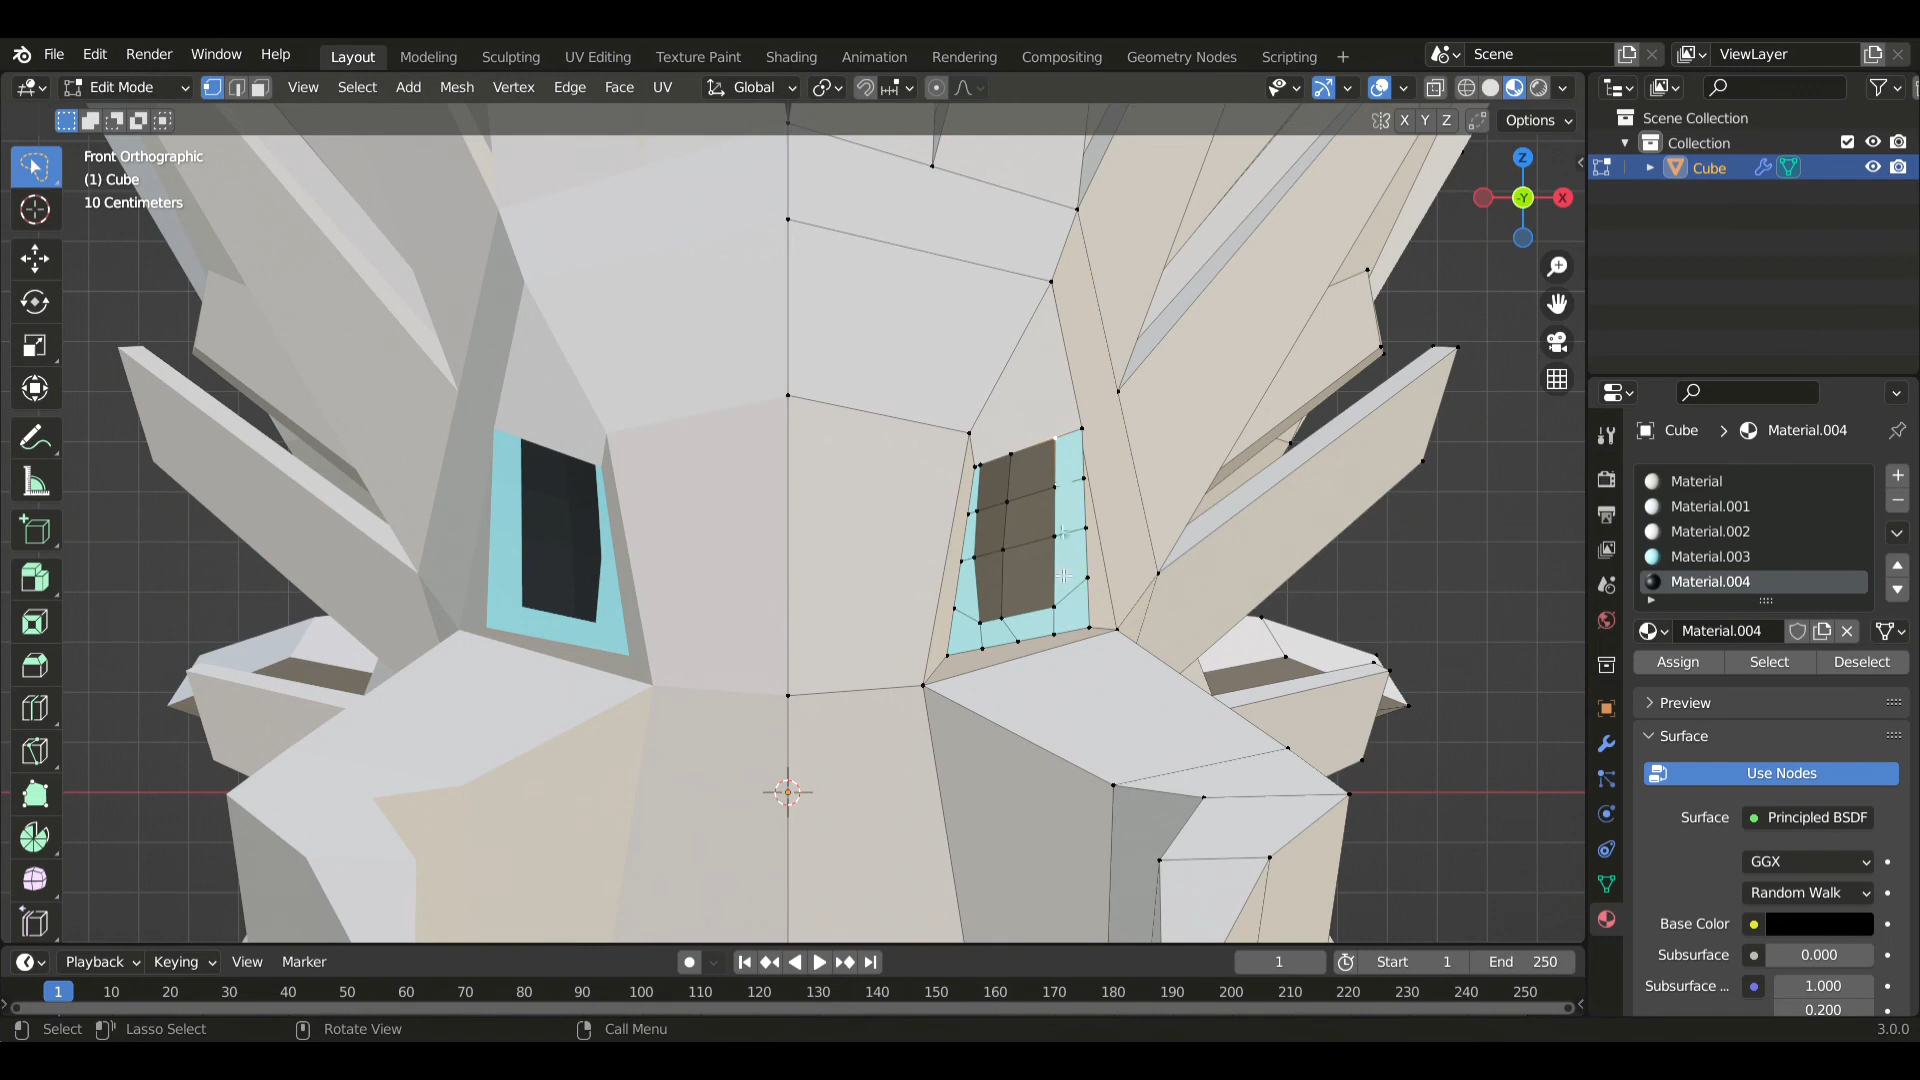 File Edit Render Window Help Layout Modeling Sculpting UV Editing Texture Paint Shading Animation Rendering Compositing Geometry Nodes Scripting + Scene ViewLayer
Edit Mode View Select Add Mesh Vertex Edge Face UV Global
X Y Z Options
Front Orthographic
(1) Cube
10 Centimeters
Z
-Y X
Scene Collection
Collection
Cube
Cube > Material.004
Material
Material.001
Material.002
Material.003
Material.004
Material.004
Assign Select Deselect
Preview
Surface
Use Nodes
Surface Principled BSDF
GGX
Random Walk
Base Color
Subsurface 0.000
Subsurface ... 1.000
0.200
Playback Keying View Marker 1 Start 1 End 250
1 10 20 30 40 50 60 70 80 90 100 110 120 130 140 150 160 170 180 190 200 210 220 230 240 250
Select Lasso Select Rotate View Call Menu 3.0.0